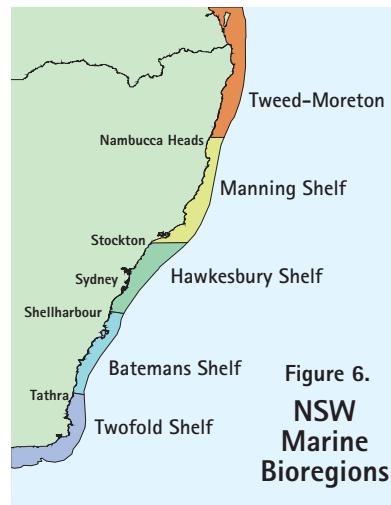 Tweed-Moreton
Nambucca Heads
Manning Shelf
Stockton
Sydney
Hawkesbury Shelf
Shellharbour
Batemans Shelf
Figure 6.
Tathra
NSW
Twofold Shelf
Marine
Bioregions